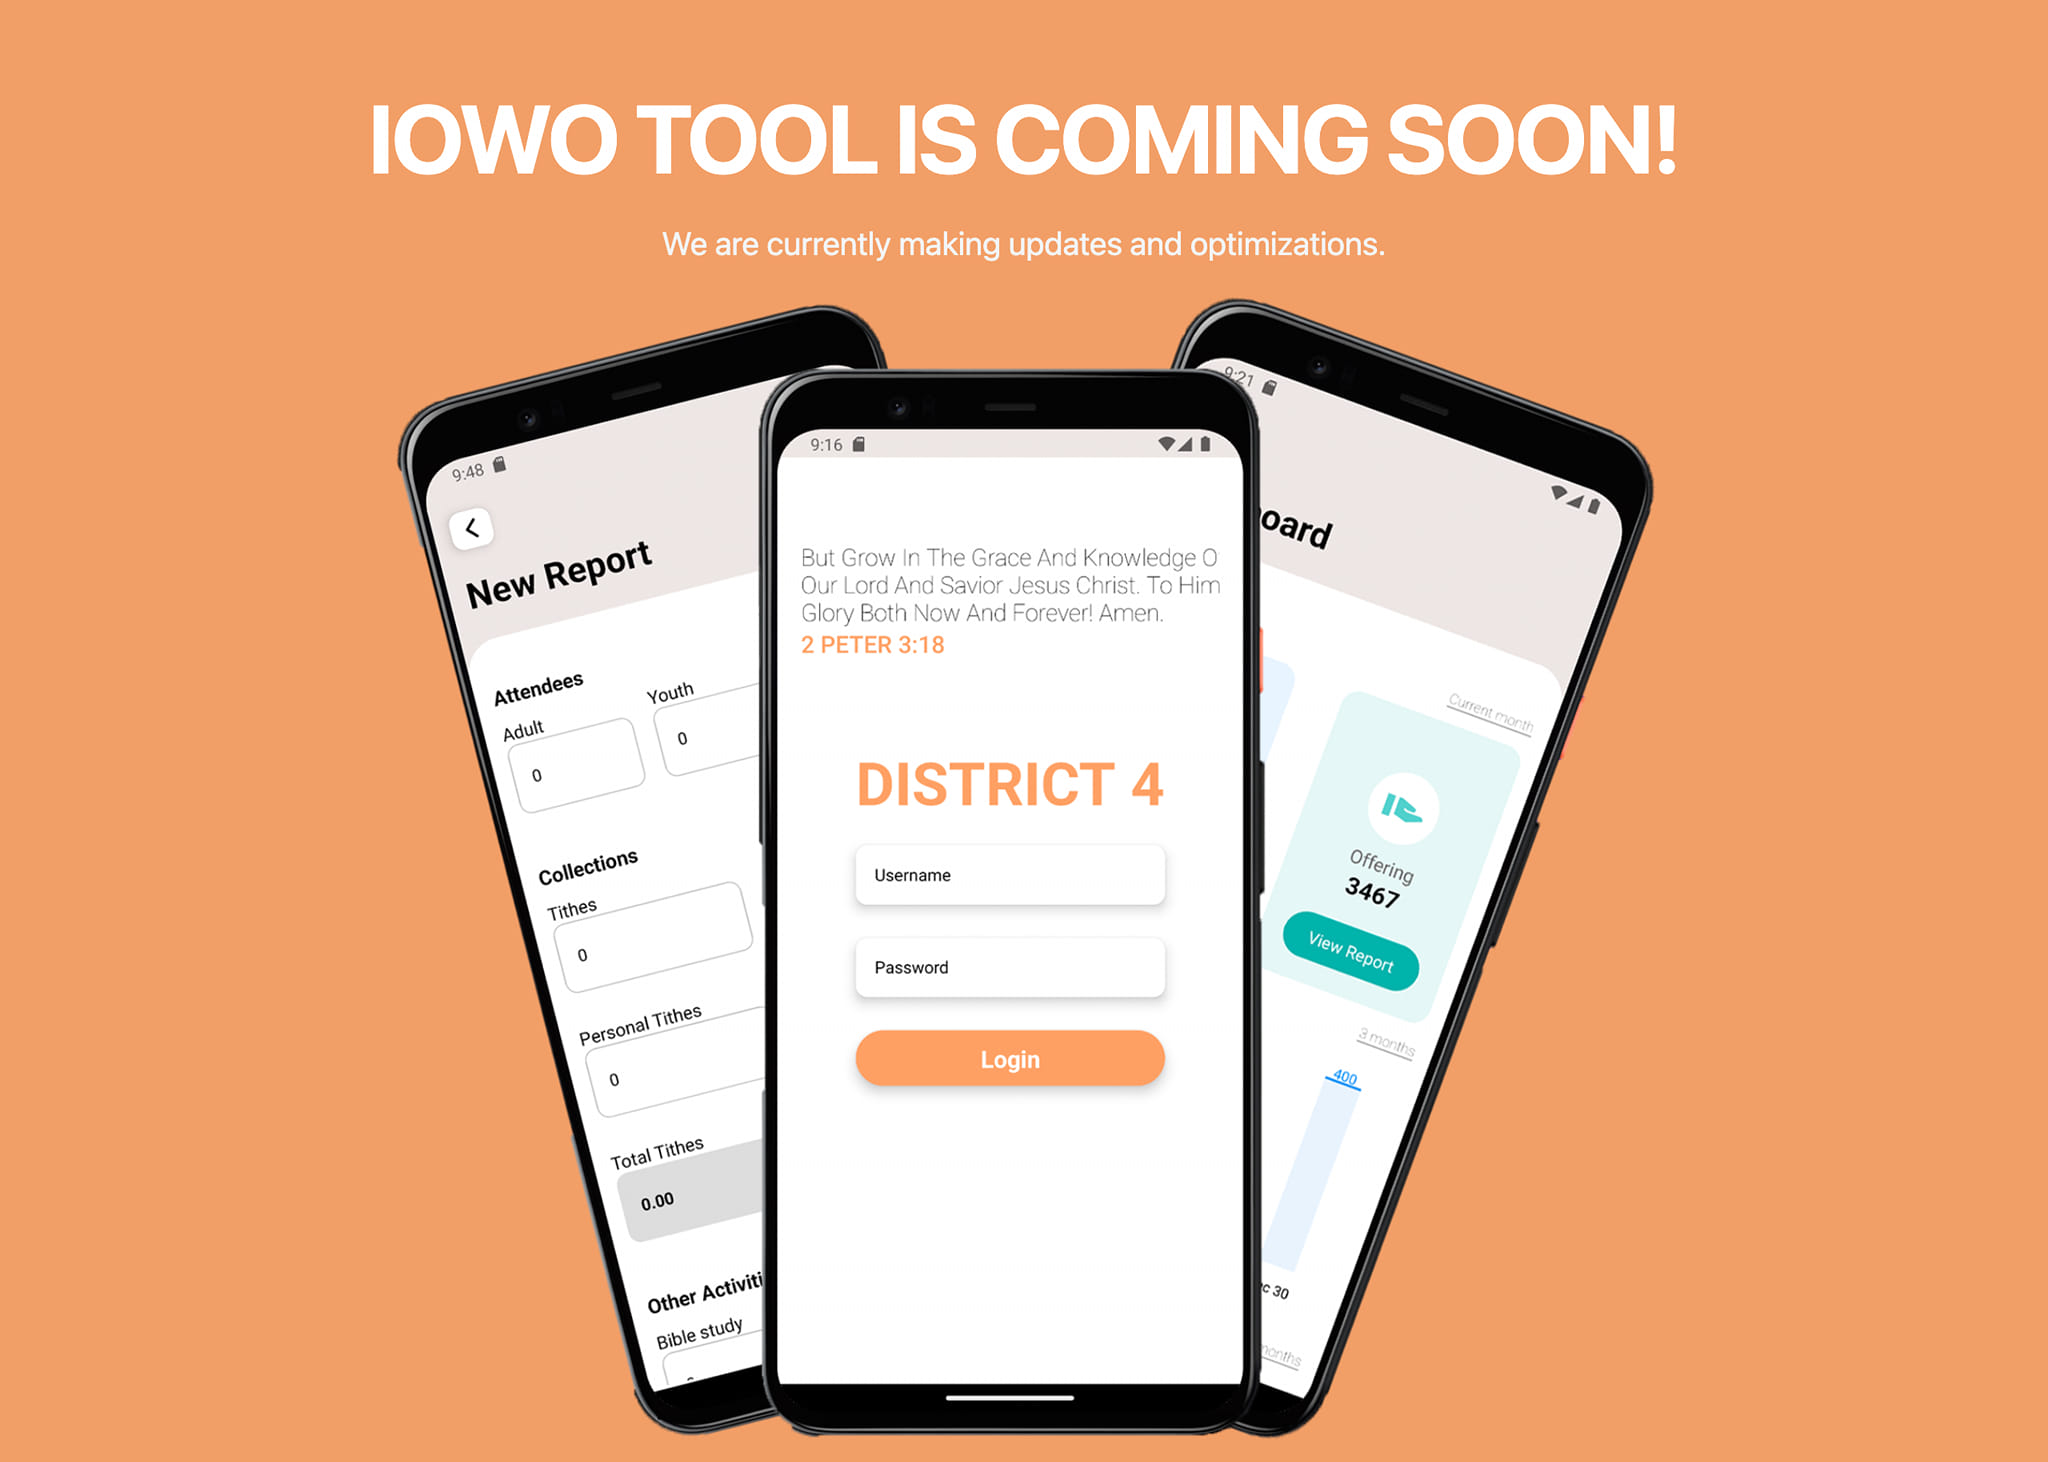 IOWO TOOL IS COMING SOON!
We are currently making updates and optimizations.
9:48
New Report
Attendees
Adult
0
Youth
0
Collections
Tithes
0
Personal Tithes
0
Total Tithes
0.00
Other Activiti
Bible study
9:16
But Grow In The Grace And Knowledge O
Our Lord And Savior Jesus Christ. To Him
Glory Both Now And Forever! Amen.
2 PETER 3:18
DISTRICT 4
Username
Password
Login
9:21
oard
Current month
Offering
3467
View Report
3 months
400
c 30
months